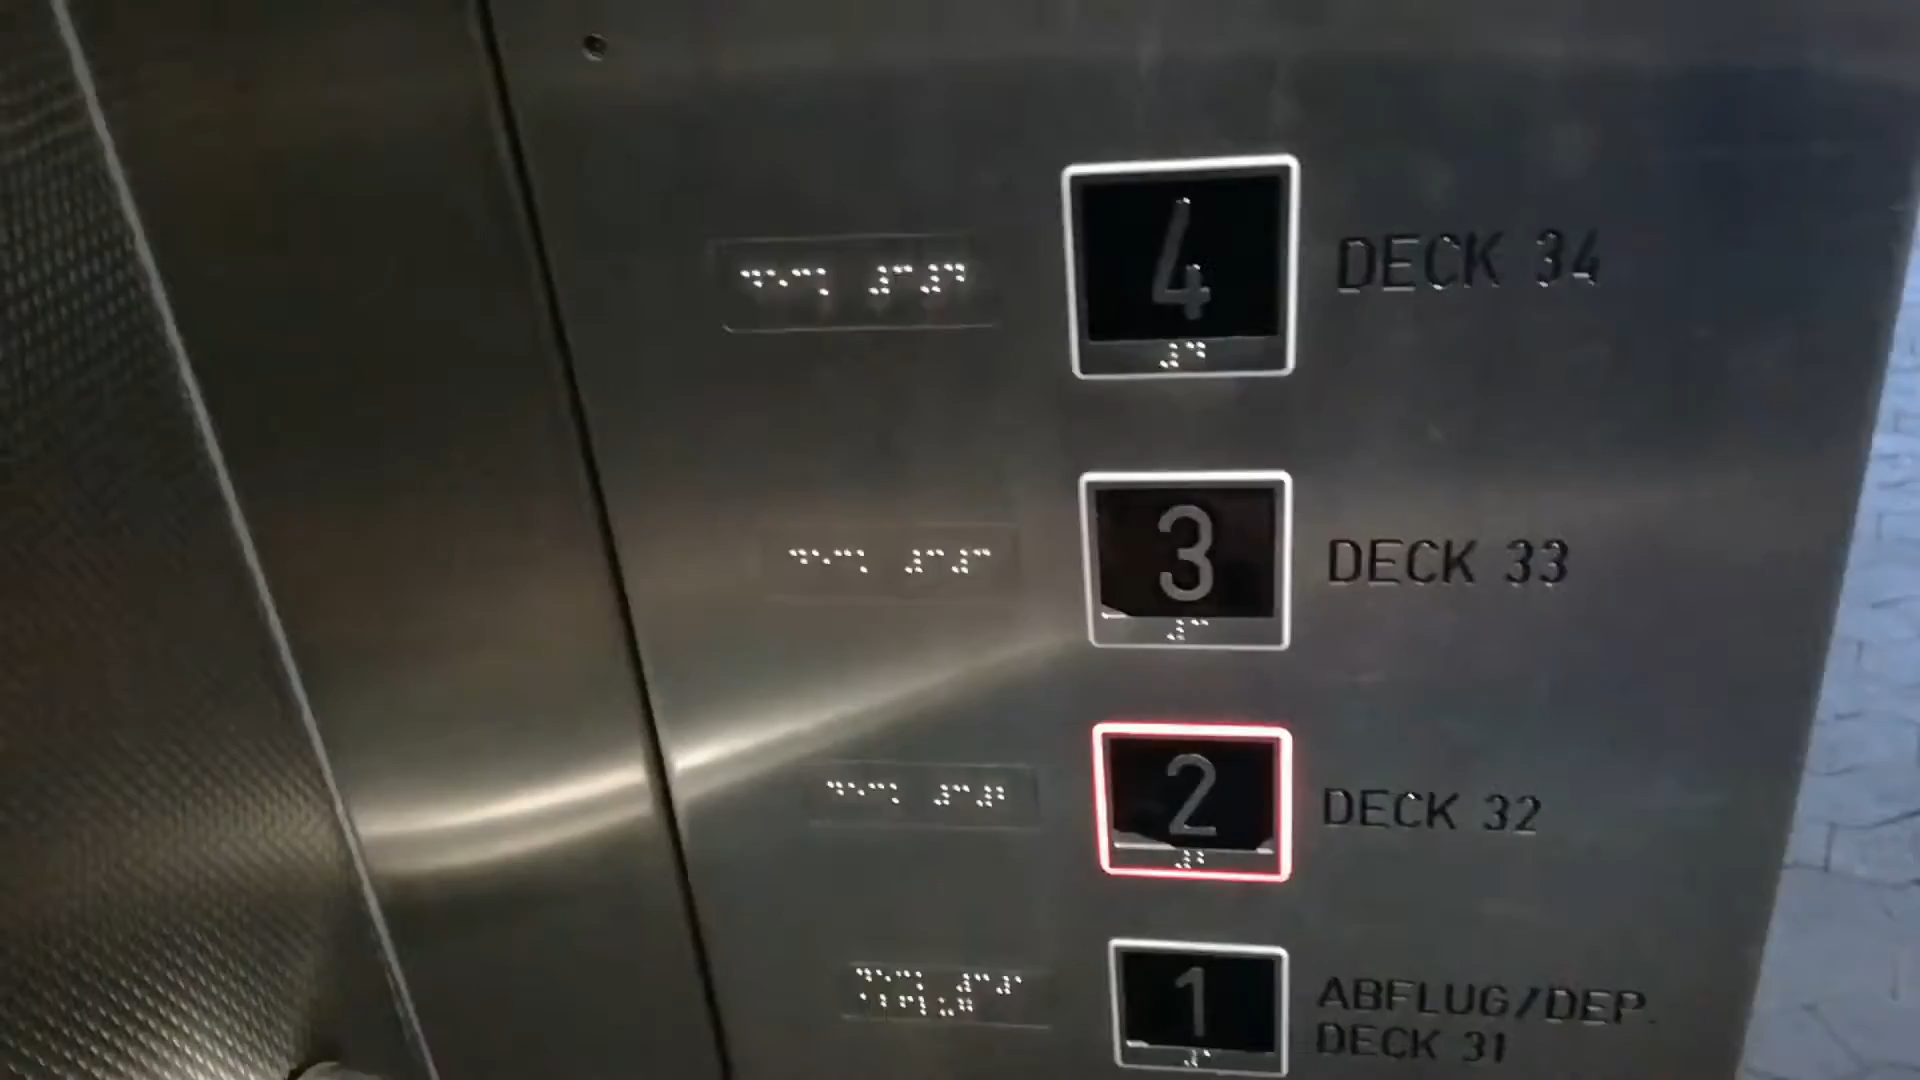 4 DECK 34
3 DECK 33
2 DECK 32
1 ABFLUG/DEP.
DECK 31